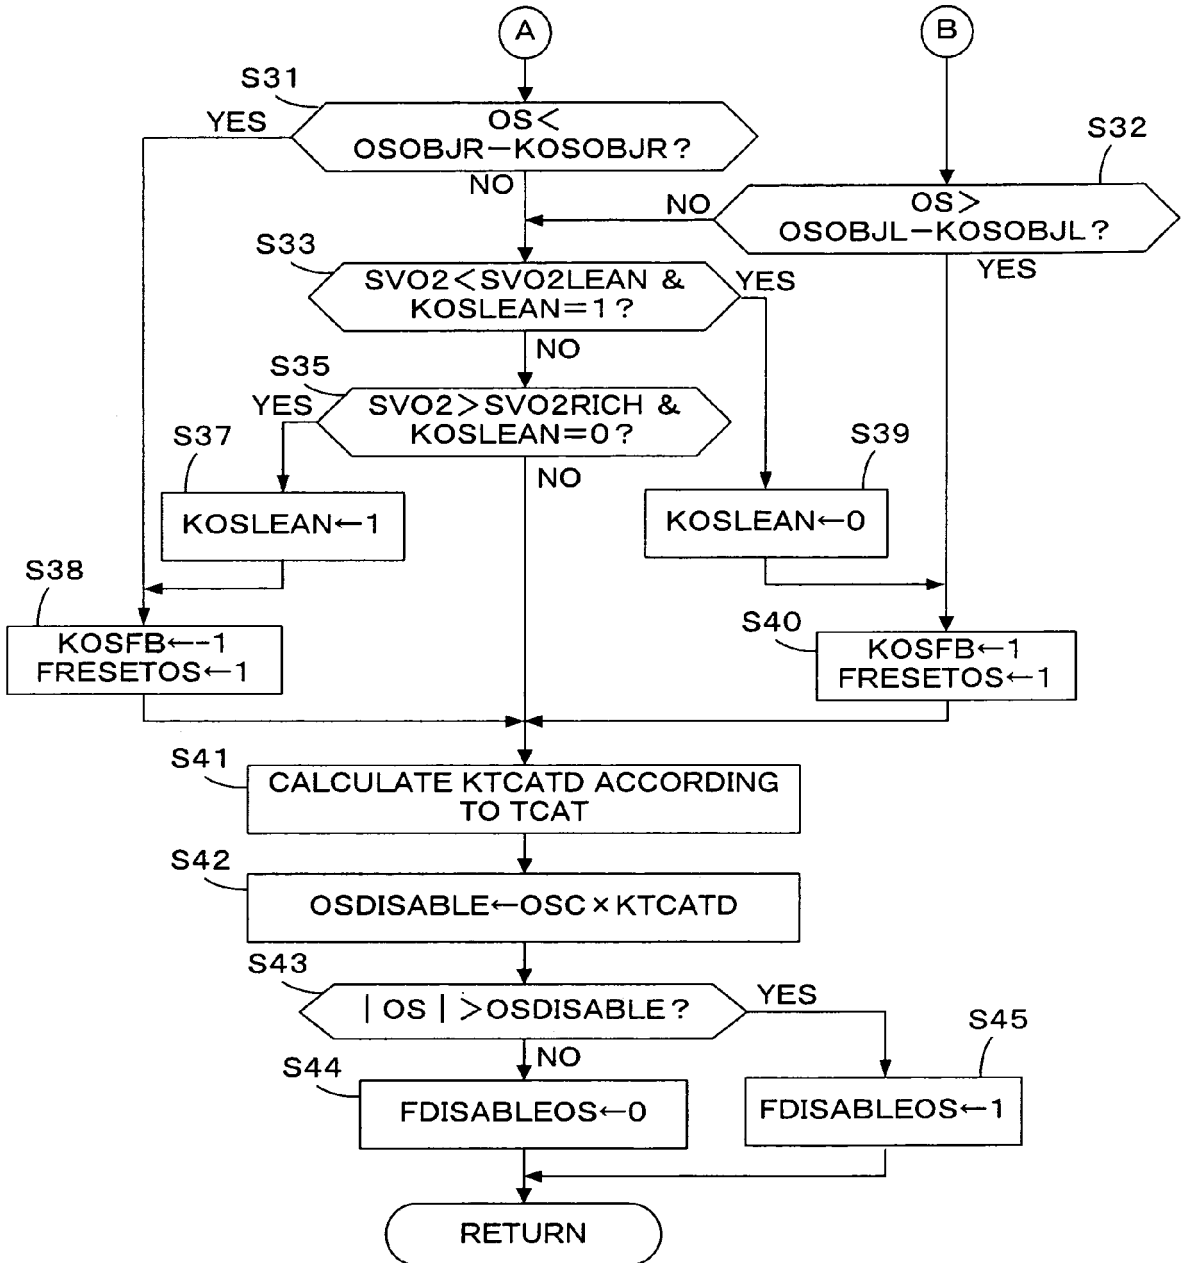 A
B
S31
YES
OS<
OSOBJR−KOSOBJR?
NO
S32
NO
OS>
OSOBJL−KOSOBJL?
YES
S33
SVO2<SVO2LEAN &
KOSLEAN=1?
YES
NO
S35
YES
SVO2>SVO2RICH &
KOSLEAN=0?
NO
S37
KOSLEAN←1
S39
KOSLEAN←0
S38
KOSFB←−1
FRESETOS←1
S40
KOSFB←1
FRESETOS←1
S41
CALCULATE KTCATD ACCORDING
TO TCAT
S42
OSDISABLE←OSC×KTCATD
S43
|OS|>OSDISABLE?
YES
NO
S44
FDISABLEOS←0
S45
FDISABLEOS←1
RETURN